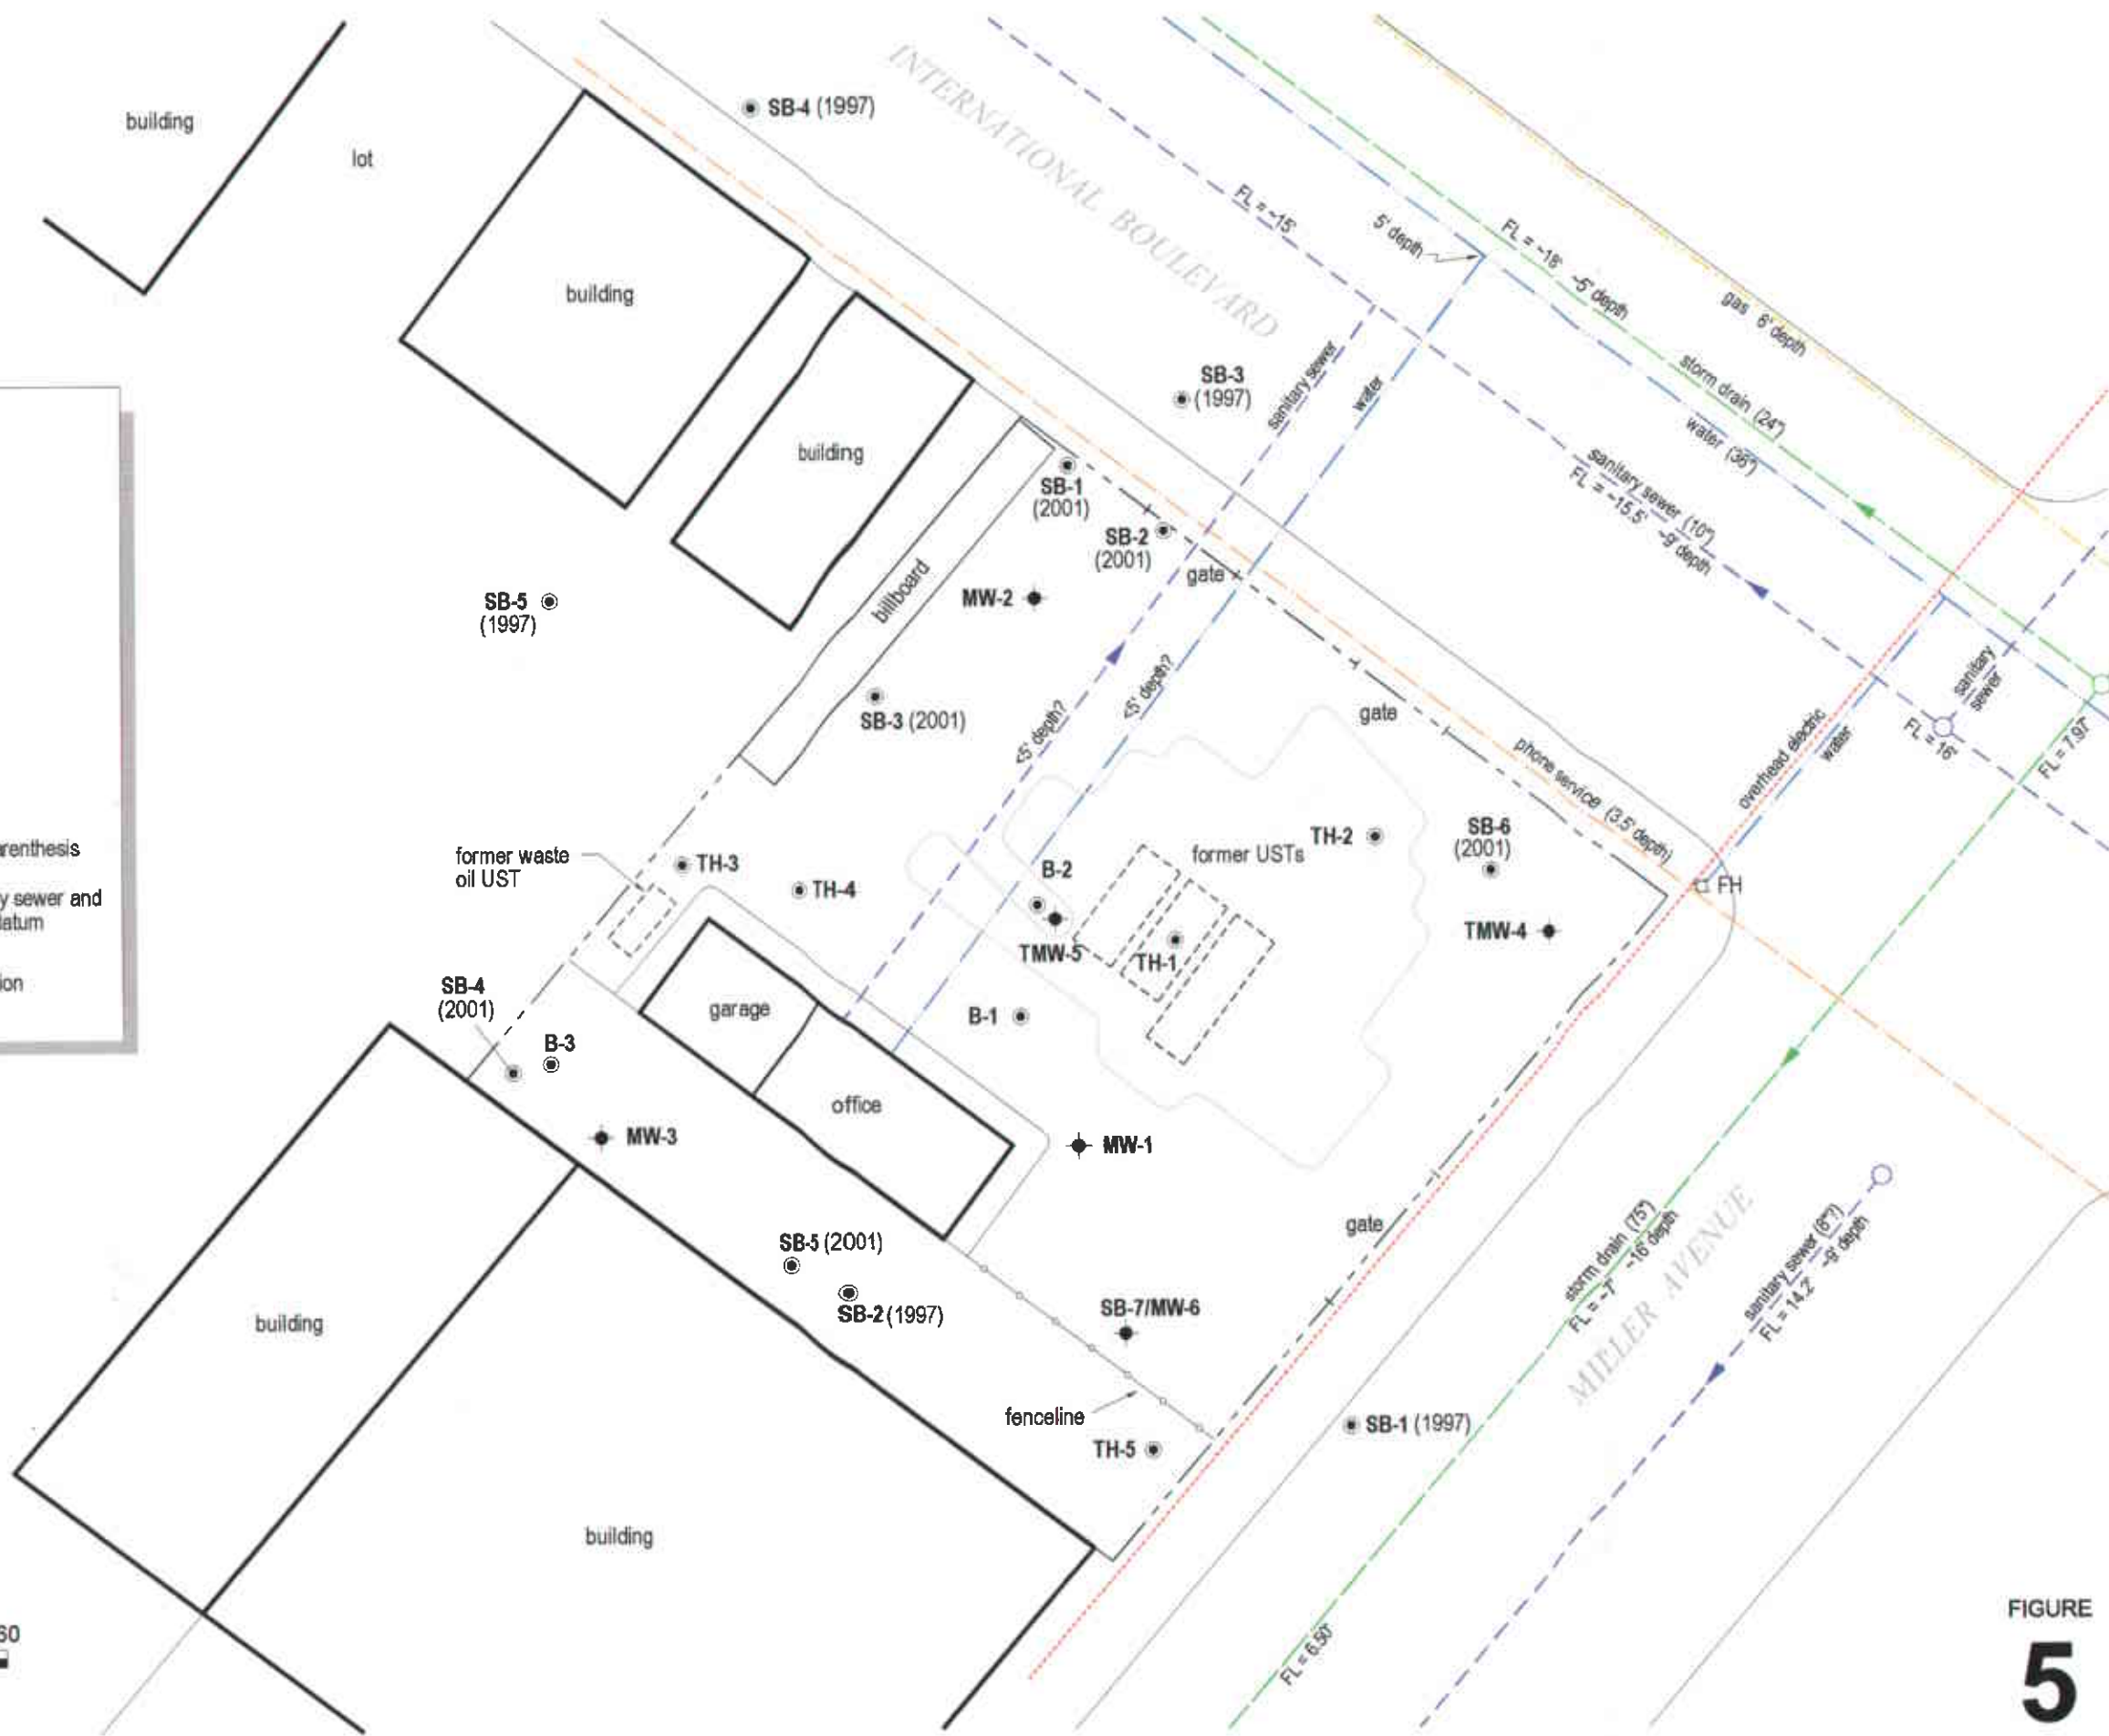 building
lot
SB-4 (1997)
INTERNATIONAL BOULEVARD
FL = ~15'
5' depth
FL = ~18' ~5' depth
gas 6' depth
storm drain (24")
water (36")
sanitary sewer (10")
FL = ~15.5' ~9' depth
building
building
SB-3
(1997)
sanitary sewer
water
SB-1
(2001)
SB-2
(2001)
gate
billboard
MW-2
SB-5
(1997)
SB-3 (2001)
<5' depth?
<5' depth?
gate
phone service (3.5' depth)
overhead electric
water
sanitary
sewer
FL = 16'
FL = 7.97'
renthesis
y sewer and
datum
ion
former waste
oil UST
TH-3
TH-4
B-2
former USTs
TH-2
SB-6
(2001)
FH
TMW-5
TH-1
TMW-4
SB-4
(2001)
B-3
garage
B-1
office
MW-3
MW-1
gate
storm drain (75")
FL = ~7' ~16' depth
MILLER AVENUE
sanitary sewer (8"?)
FL = 14.2' ~9' depth
SB-5 (2001)
SB-2 (1997)
SB-7/MW-6
building
fenceline
TH-5
SB-1 (1997)
building
FL = 6.50'
60
FIGURE
5